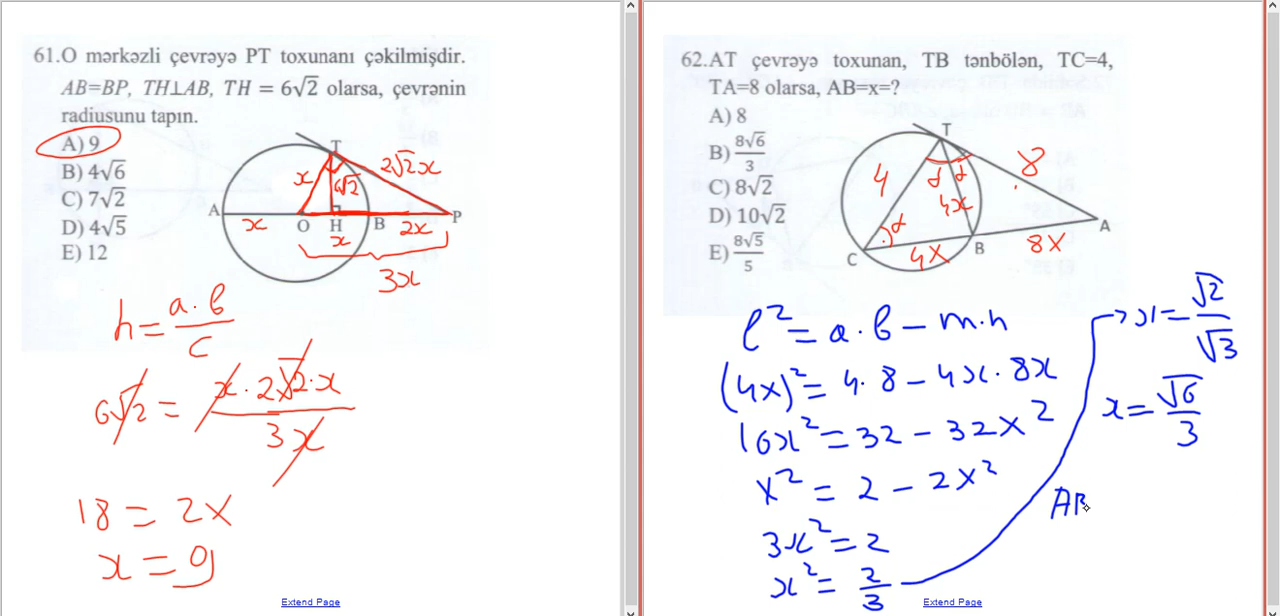 61.O mərkəzli çevrəyə PT toxunanı çəkilmişdir.
AB=BP, TH⊥AB, TH = 6√2 olarsa, çevrənin
radiusunu tapın.
A) 9
B) 4√6
C) 7√2
D) 4√5
E) 12
T
x
6√2
2√2x
A
x
O
H
x
B
2x
P
3x
h = a·b/c
6√2 = x·2√2·x/3x
18 = 2x
x = 9
Extend Page
62.AT çevrəyə toxunan, TB tənbölən, TC=4,
TA=8 olarsa, AB=x=?
A) 8
B) 8√6/3
C) 8√2
D) 10√2
E) 8√5/5
T
4
α
α
8
4x
α
C
4x
B
8x
A
ℓ² = a·b − m·n
(4x)² = 4·8 − 4x·8x
16x² = 32 − 32x²
x² = 2 − 2x²
3x² = 2
x² = 2/3
→ x = √2/√3
x = √6/3
AB
Extend Page